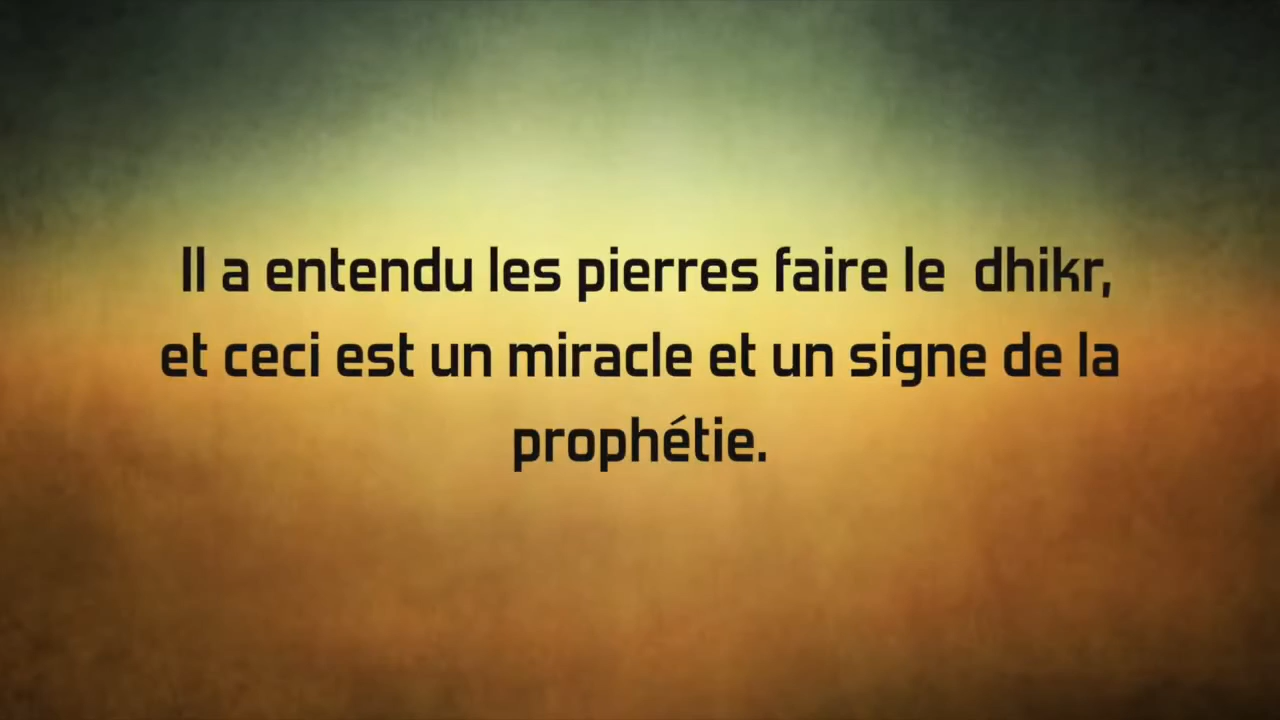 Il a entendu les pierres faire le  dhikr,
et ceci est un miracle et un signe de la
prophétie.